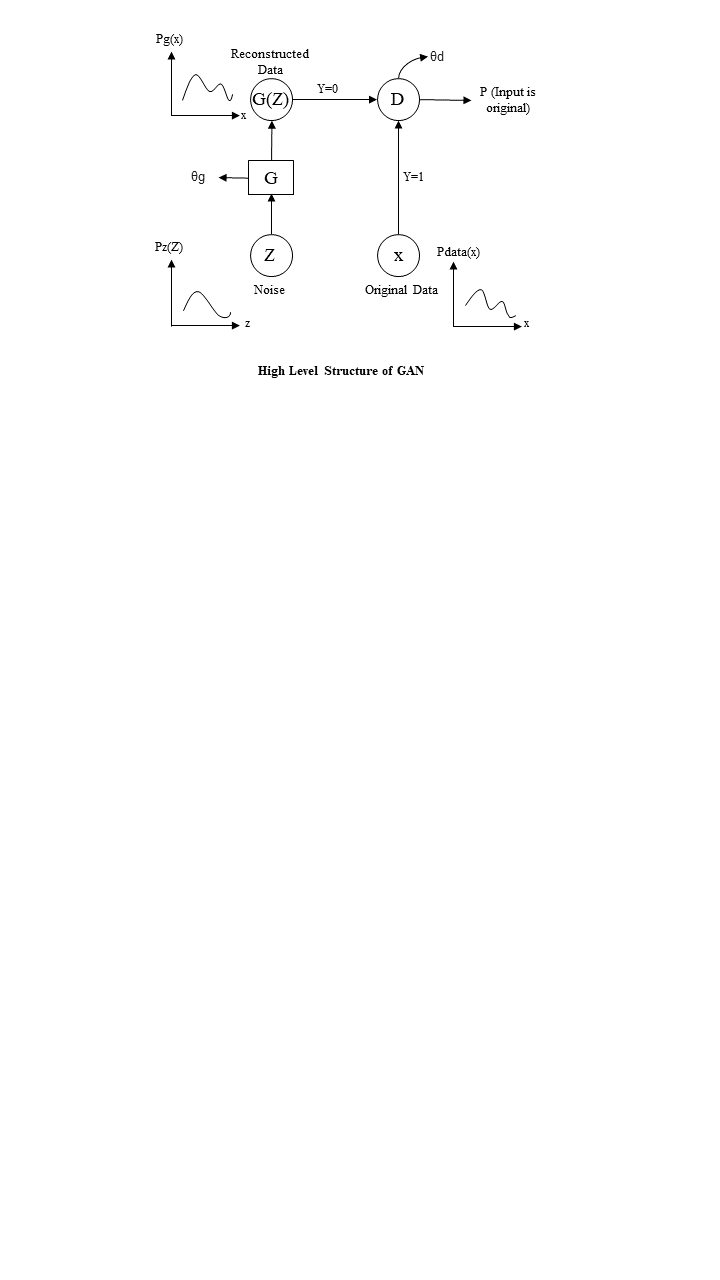 Pg(x)
Reconstructed
Data
G(Z)
x
Y=0
D
θd
P (Input is
original)
θg
G
Y=1
Pz(Z)
Z
Noise
z
x
Original Data
Pdata(x)
x
High Level Structure of GAN